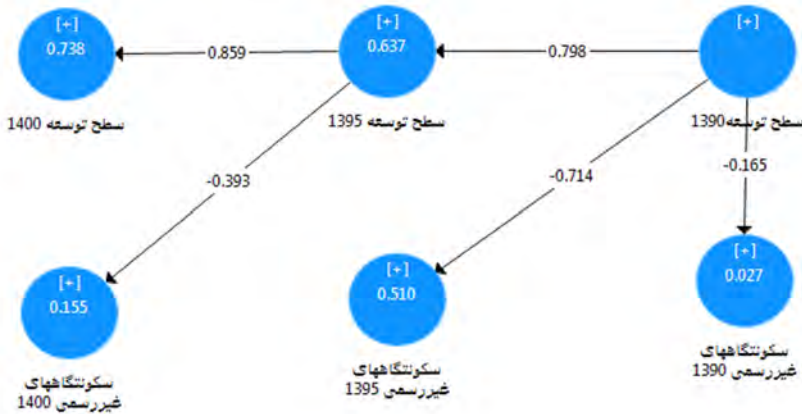 [+]
0.738
0.859
[+]
0.637
0.798
[+]
سطح توسعه 1400
سطح توسعه 1395
سطح توسعه1390
-0.393
-0.714
-0.165
[+]
0.155
[+]
0.510
[+]
0.027
سکونتگاههای
غیررسمی 1400
سکونتگاههای
غیررسمی 1395
سکونتگاههای
غیررسمی 1390